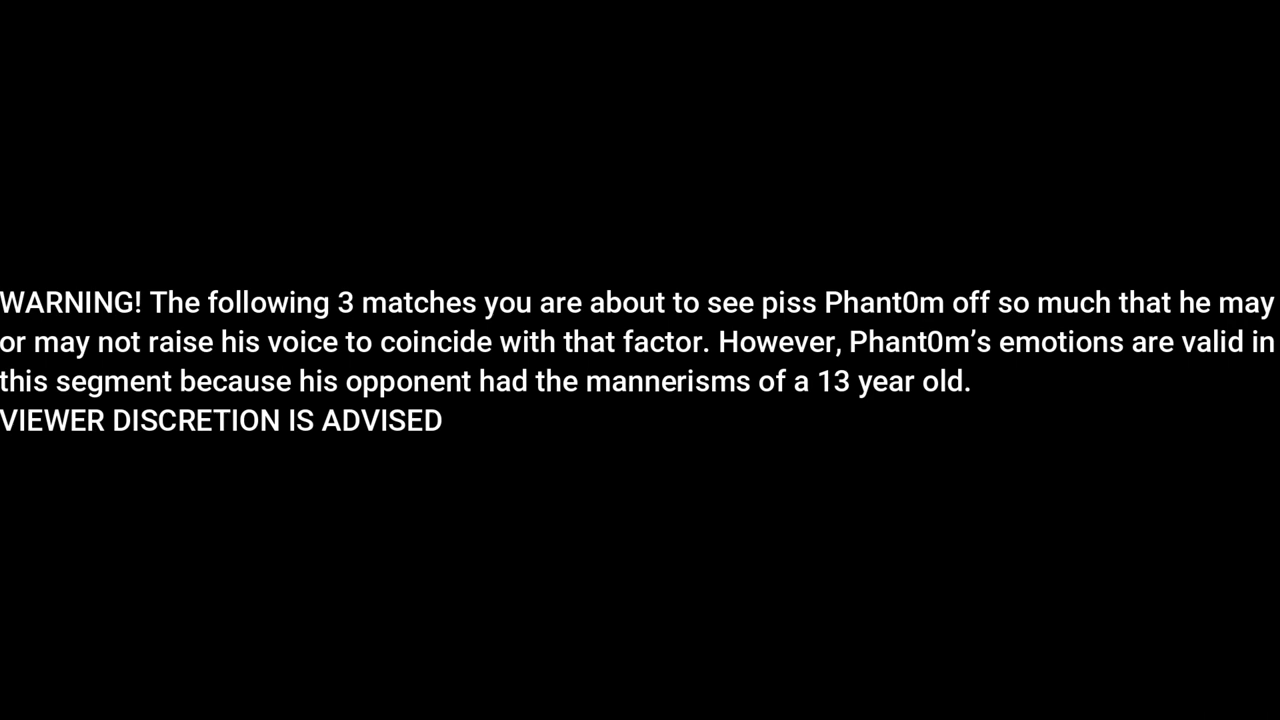 WARNING! The following 3 matches you are about to see piss Phant0m off so much that he may
or may not raise his voice to coincide with that factor. However, Phant0m’s emotions are valid in
this segment because his opponent had the mannerisms of a 13 year old.
VIEWER DISCRETION IS ADVISED